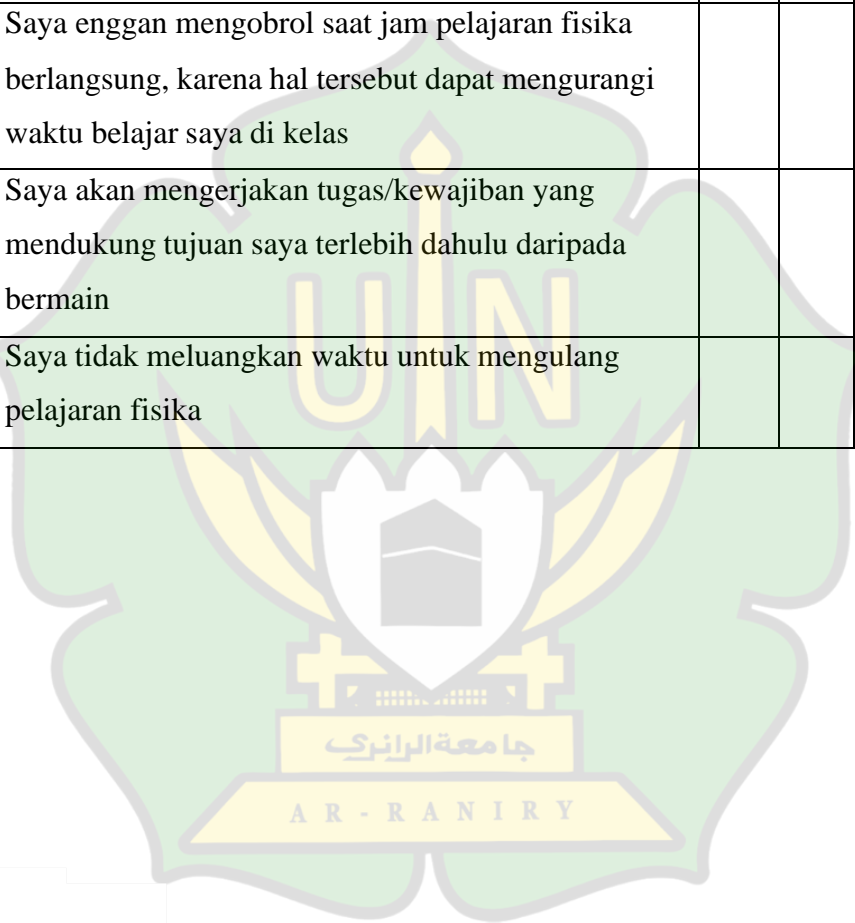 Saya enggan mengobrol saat jam pelajaran fisika
berlangsung, karena hal tersebut dapat mengurangi
waktu belajar saya di kelas
Saya akan mengerjakan tugas/kewajiban yang
mendukung tujuan saya terlebih dahulu daripada
bermain
Saya tidak meluangkan waktu untuk mengulang
pelajaran fisika
UIN
جامعة الرانري
AR-RANIRY